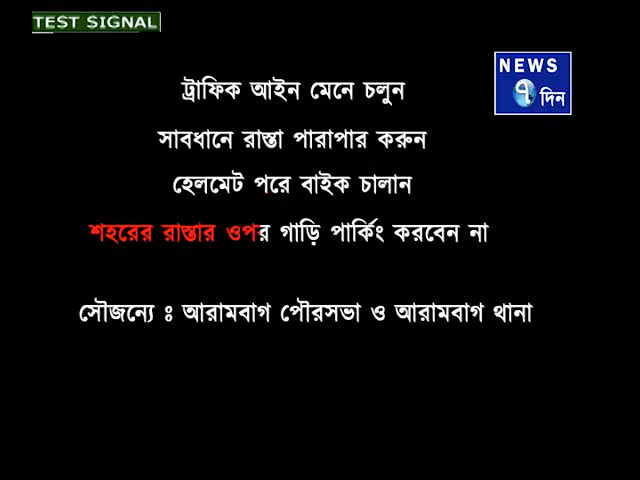 TEST SIGNAL
NEWS
৭ দিন
ট্রাফিক আইন মেনে চলুন
সাবধানে রাস্তা পারাপার করুন
হেলমেট পরে বাইক চালান
শহরের রাস্তার ওপর গাড়ি পার্কিং করবেন না
সৌজন্যে ঃ আরামবাগ পৌরসভা ও আরামবাগ থানা